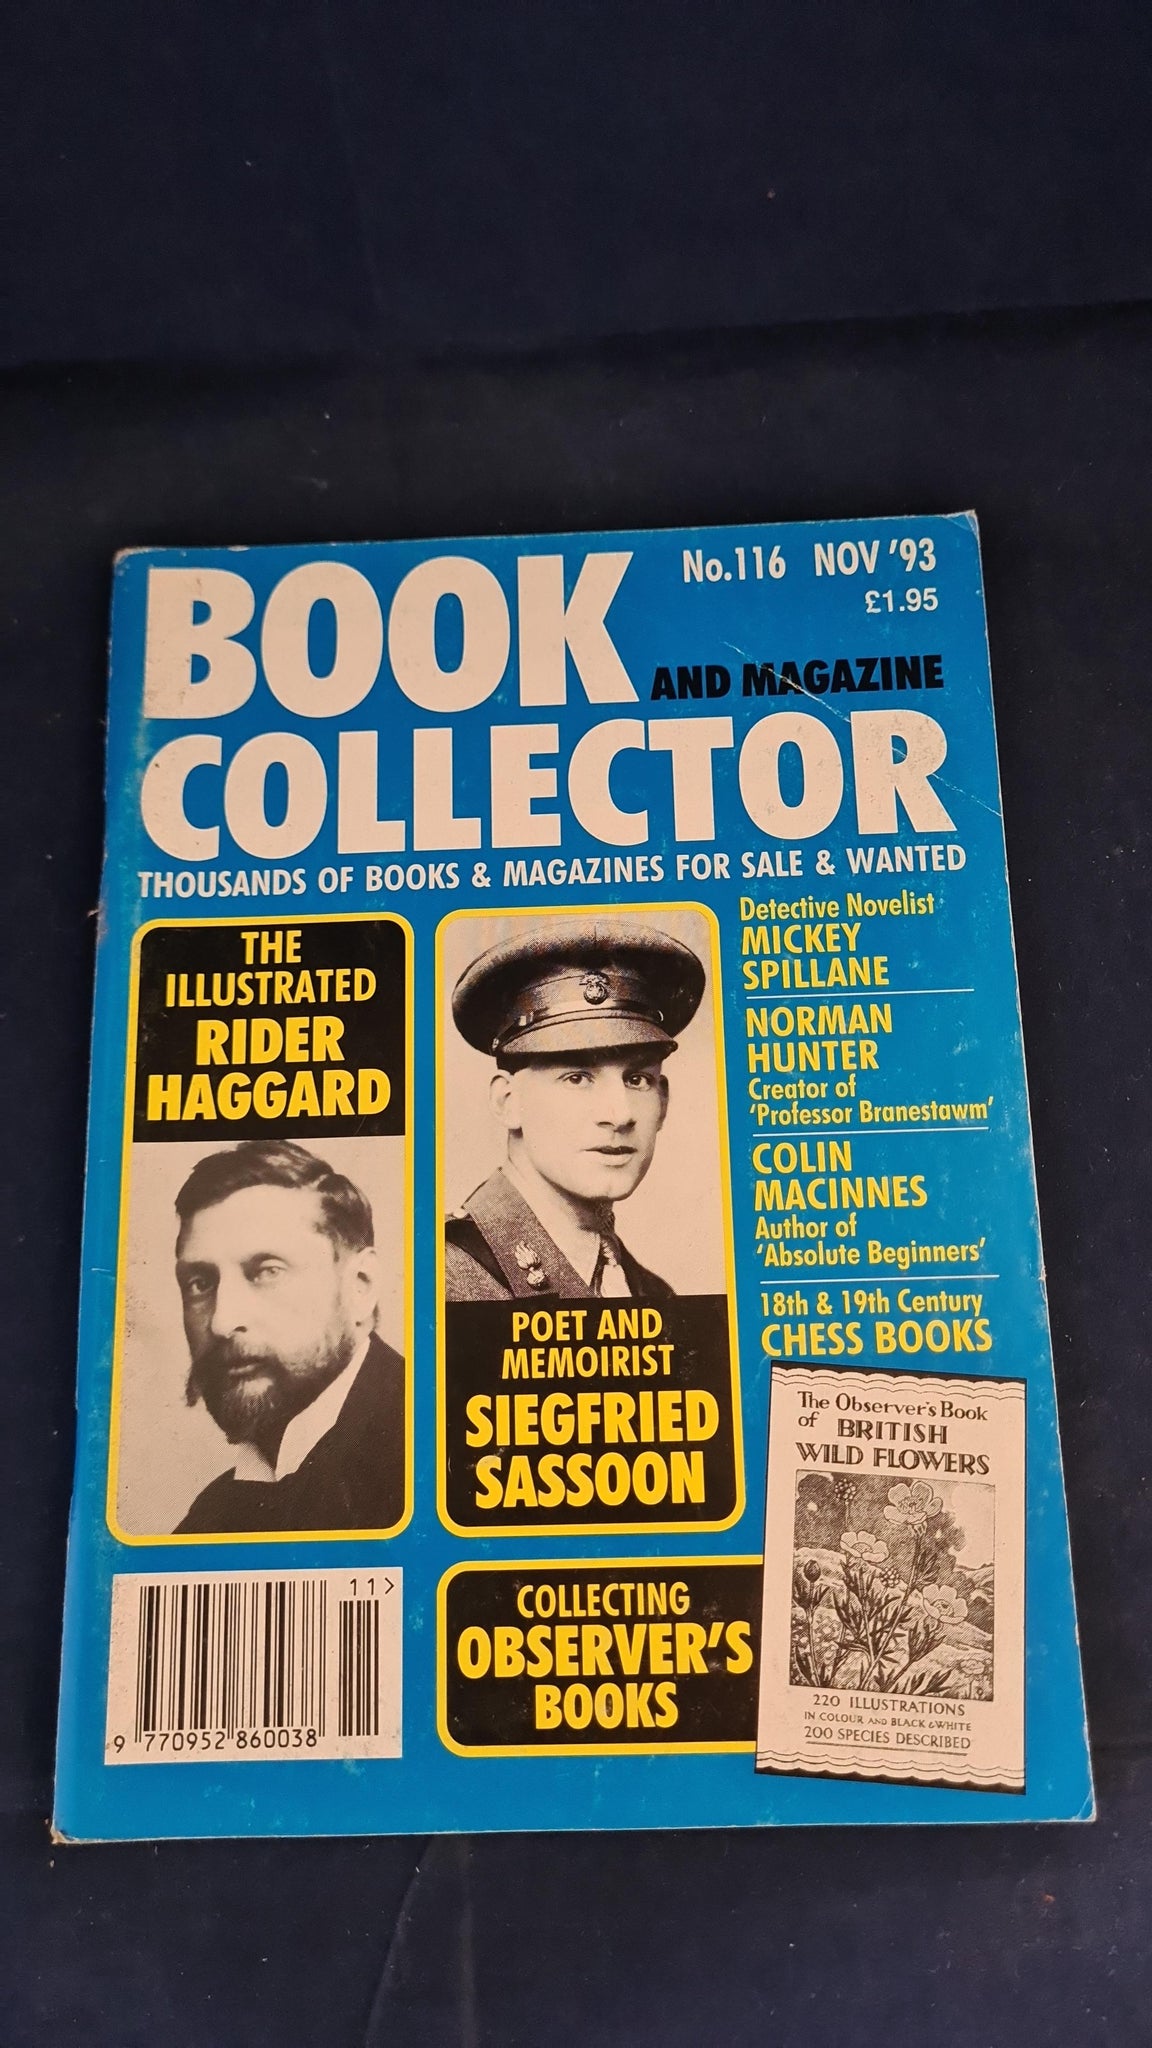 BOOK
No.116 NOV '93
£1.95
AND MAGAZINE
COLLECTOR
THOUSANDS OF BOOKS & MAGAZINES FOR SALE & WANTED
THE
ILLUSTRATED
RIDER
HAGGARD
POET AND
MEMOIRIST
SIEGFRIED
SASSOON
Detective Novelist
MICKEY
SPILLANE
NORMAN
HUNTER
Creator of
'Professor Branestawm'
COLIN
MACINNES
Author of
'Absolute Beginners'
18th & 19th Century
CHESS BOOKS
The Observer's Book
of BRITISH
WILD FLOWERS
220 ILLUSTRATIONS
IN COLOUR AND BLACK & WHITE
200 SPECIES DESCRIBED
COLLECTING
OBSERVER'S
BOOKS
11>
9 770952 860038